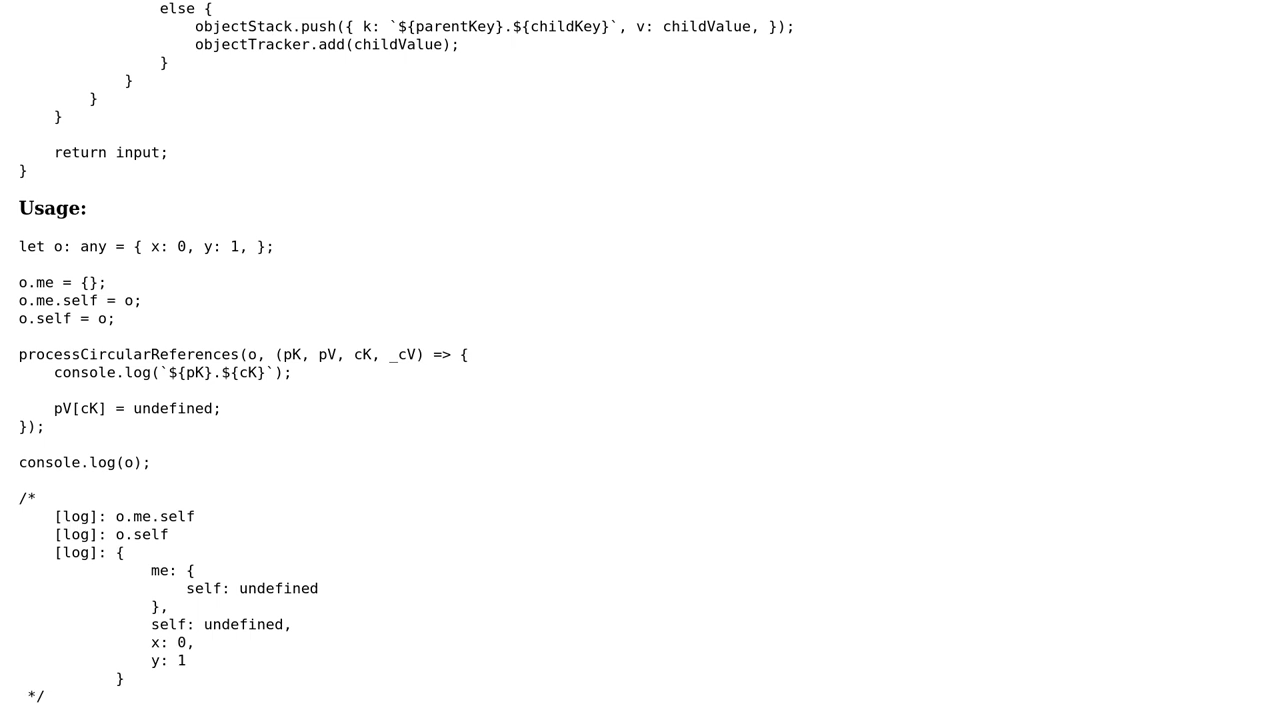 else {
                    objectStack.push({ k: `${parentKey}.${childKey}`, v: childValue, });
                    objectTracker.add(childValue);
                }
            }
        }
    }

    return input;
}
Usage:
let o: any = { x: 0, y: 1, };

o.me = {};
o.me.self = o;
o.self = o;

processCircularReferences(o, (pK, pV, cK, _cV) => {
    console.log(`${pK}.${cK}`);

    pV[cK] = undefined;
});

console.log(o);

/*
    [log]: o.me.self
    [log]: o.self
    [log]: {
               me: {
                   self: undefined
               },
               self: undefined,
               x: 0,
               y: 1
           }
 */